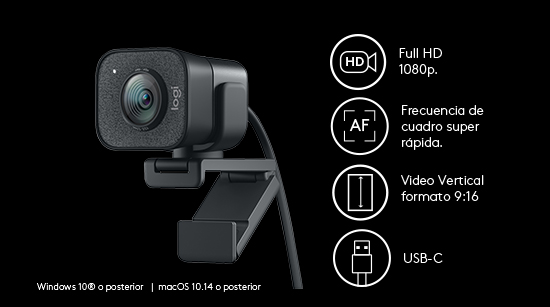 logi
HD
Full HD
1080p.
AF
Frecuencia de
cuadro super
rápida.
Video Vertical
formato 9:16
USB-C
Windows 10® o posterior | macOS 10.14 o posterior